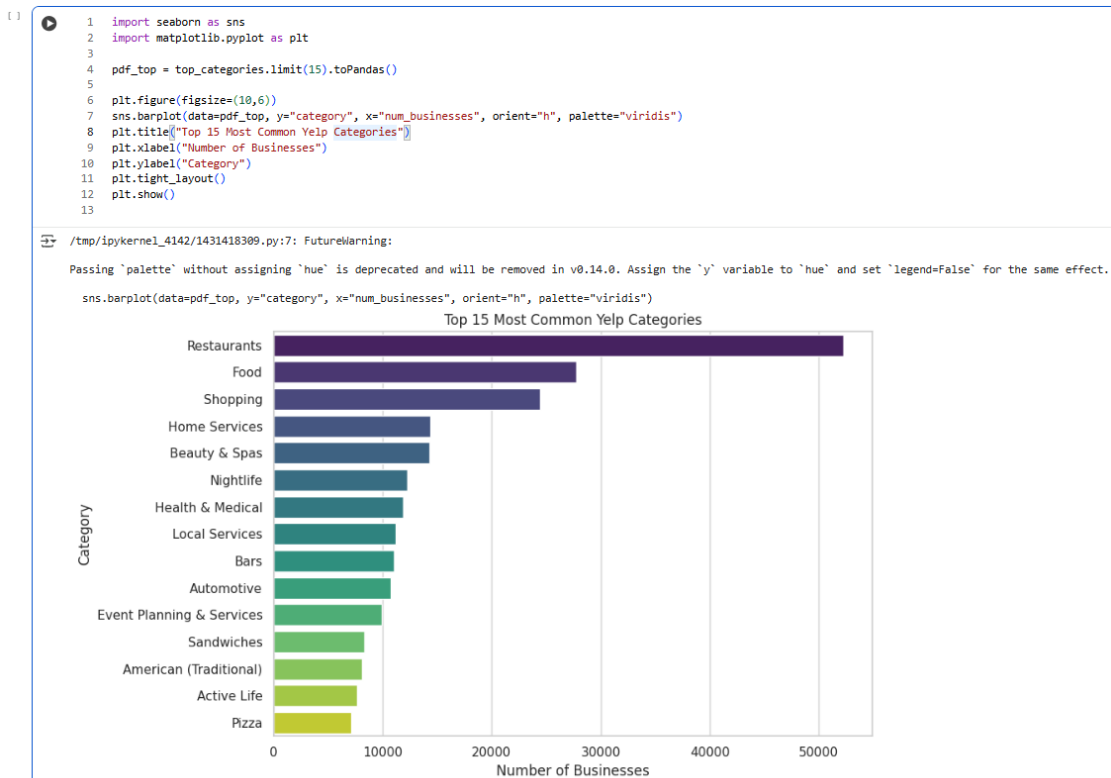 [ ]
1 import seaborn as sns
2 import matplotlib.pyplot as plt
3
4 pdf_top = top_categories.limit(15).toPandas()
5
6 plt.figure(figsize=(10,6))
7 sns.barplot(data=pdf_top, y="category", x="num_businesses", orient="h", palette="viridis")
8 plt.title("Top 15 Most Common Yelp Categories")
9 plt.xlabel("Number of Businesses")
10 plt.ylabel("Category")
11 plt.tight_layout()
12 plt.show()
13
/tmp/ipykernel_4142/1431418309.py:7: FutureWarning:
Passing `palette` without assigning `hue` is deprecated and will be removed in v0.14.0. Assign the `y` variable to `hue` and set `legend=False` for the same effect.
sns.barplot(data=pdf_top, y="category", x="num_businesses", orient="h", palette="viridis")
Top 15 Most Common Yelp Categories
Category
Restaurants
Food
Shopping
Home Services
Beauty & Spas
Nightlife
Health & Medical
Local Services
Bars
Automotive
Event Planning & Services
Sandwiches
American (Traditional)
Active Life
Pizza
0 10000 20000 30000 40000 50000
Number of Businesses